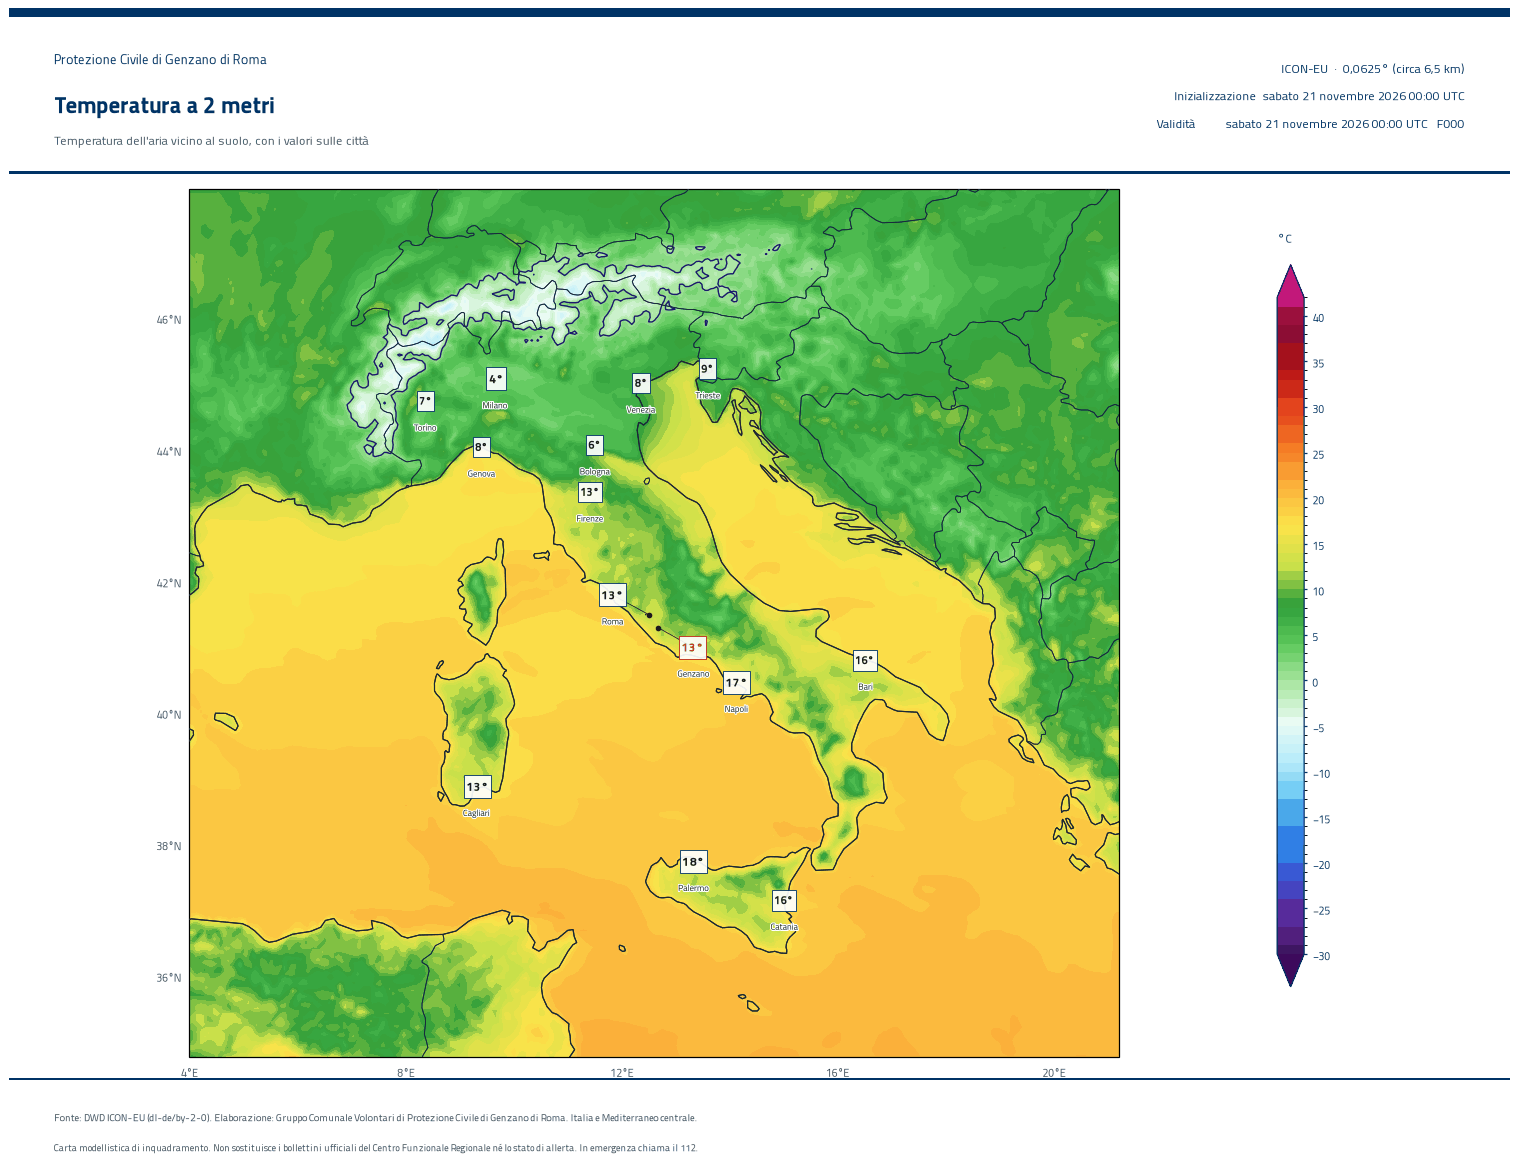 Protezione Civile di Genzano di Roma
Temperatura a 2 metri
Temperatura dell'aria vicino al suolo, con i valori sulle città
ICON-EU · 0,0625° (circa 6,5 km)
Inizializzazione sabato 21 novembre 2026 00:00 UTC
Validità sabato 21 novembre 2026 00:00 UTC F000
°C
40
35
30
25
20
15
10
5
0
−5
−10
−15
−20
−25
−30
46°N
44°N
42°N
40°N
38°N
36°N
4°E
8°E
12°E
16°E
20°E
9°
Trieste
8°
Venezia
4°
Milano
7°
Torino
8°
Genova
6°
Bologna
13°
Firenze
13°
Roma
13°
Genzano
17°
Napoli
16°
Bari
13°
Cagliari
18°
Palermo
16°
Catania
Fonte: DWD ICON-EU (dl-de/by-2-0). Elaborazione: Gruppo Comunale Volontari di Protezione Civile di Genzano di Roma. Italia e Mediterraneo centrale.
Carta modellistica di inquadramento. Non sostituisce i bollettini ufficiali del Centro Funzionale Regionale né lo stato di allerta. In emergenza chiama il 112.